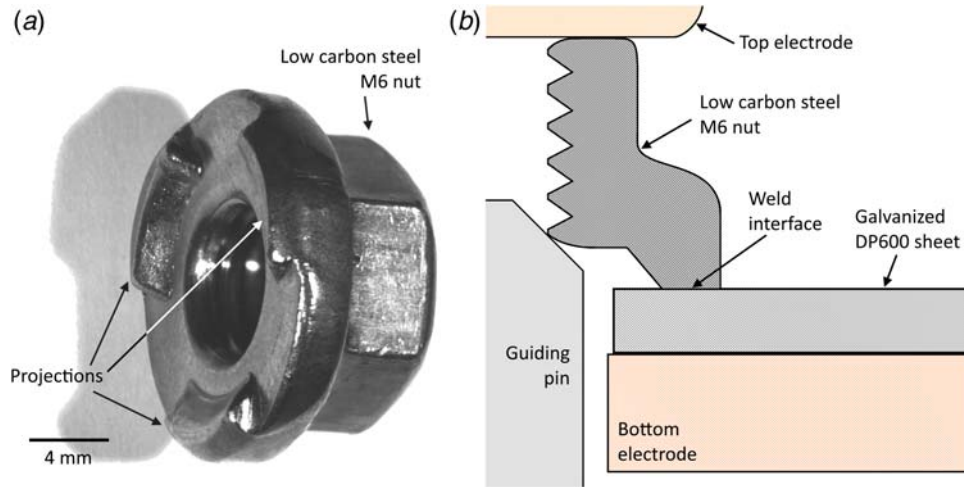 (a)
Low carbon steel
M6 nut
Projections
4 mm
(b)
Top electrode
Low carbon steel
M6 nut
Weld
interface
Galvanized
DP600 sheet
Guiding
pin
Bottom
electrode